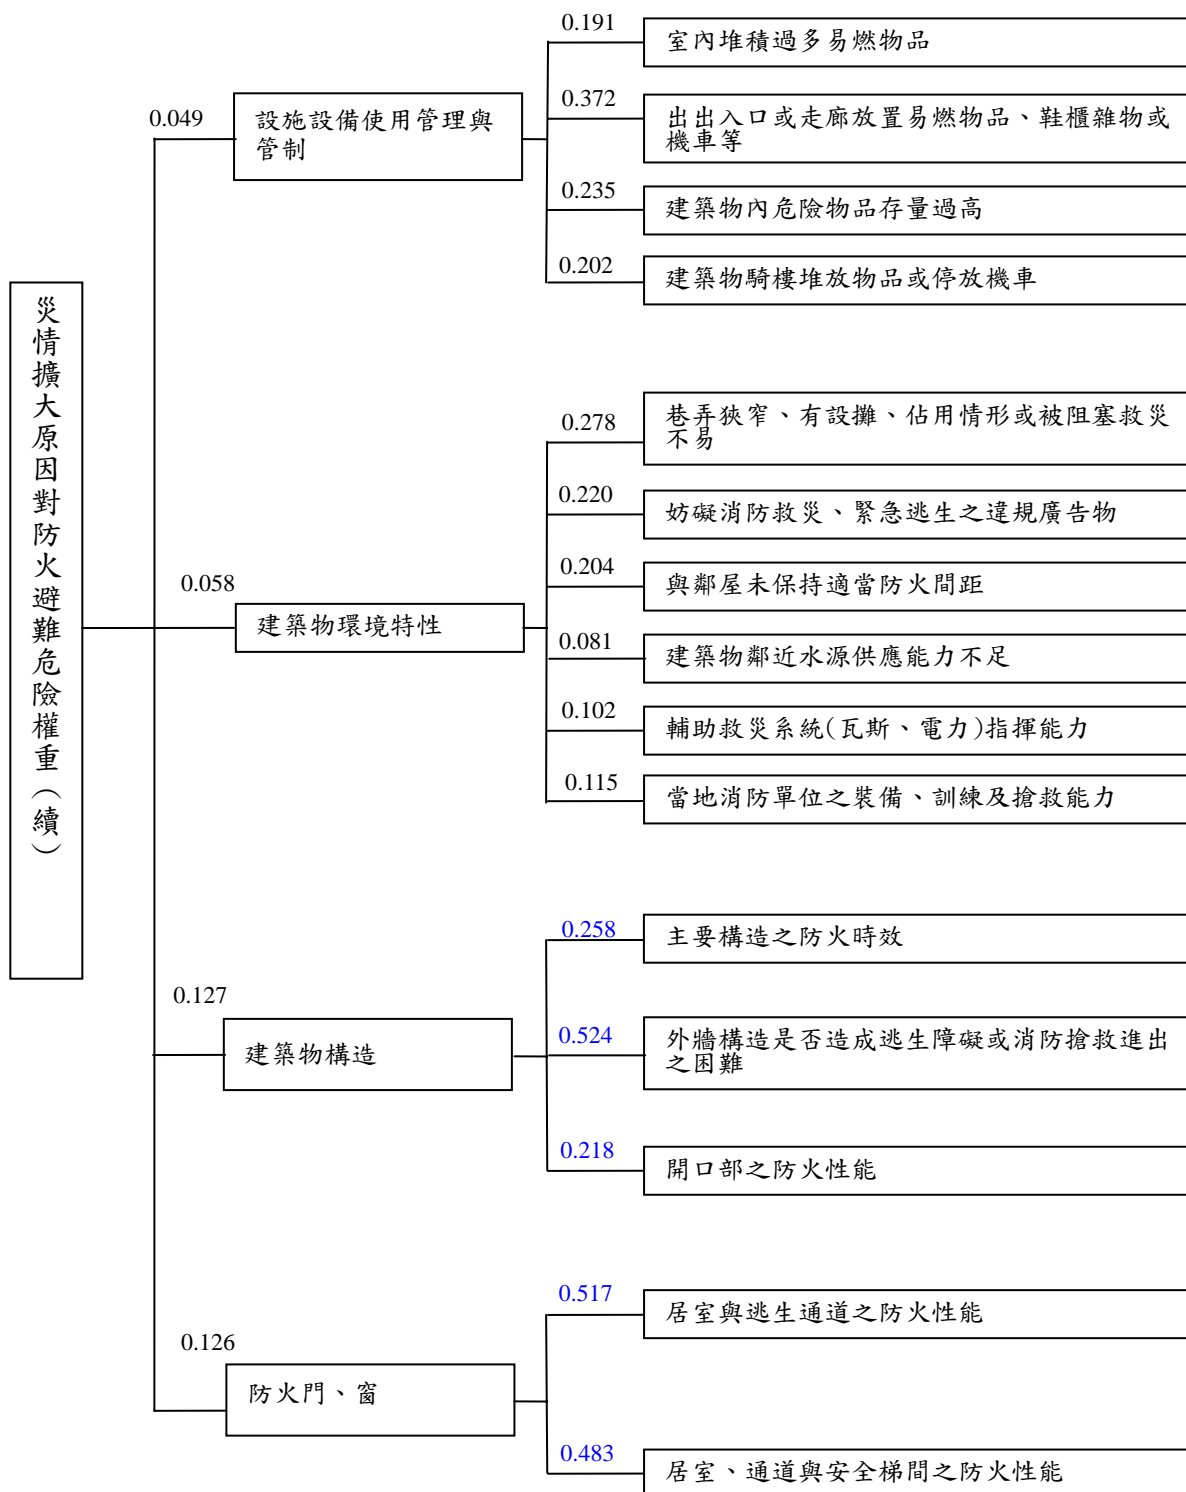 災情擴大原因對防火避難危險權重(續)
0.049
設施設備使用管理與
管制
0.191
室內堆積過多易燃物品
0.372
出出入口或走廊放置易燃物品、鞋櫃雜物或
機車等
0.235
建築物內危險物品存量過高
0.202
建築物騎樓堆放物品或停放機車
0.058
建築物環境特性
0.278
巷弄狹窄、有設攤、佔用情形或被阻塞救災
不易
0.220
妨礙消防救災、緊急逃生之違規廣告物
0.204
與鄰屋未保持適當防火間距
0.081
建築物鄰近水源供應能力不足
0.102
輔助救災系統(瓦斯、電力)指揮能力
0.115
當地消防單位之裝備、訓練及搶救能力
0.127
建築物構造
0.258
主要構造之防火時效
0.524
外牆構造是否造成逃生障礙或消防搶救進出
之困難
0.218
開口部之防火性能
0.126
防火門、窗
0.517
居室與逃生通道之防火性能
0.483
居室、通道與安全梯間之防火性能